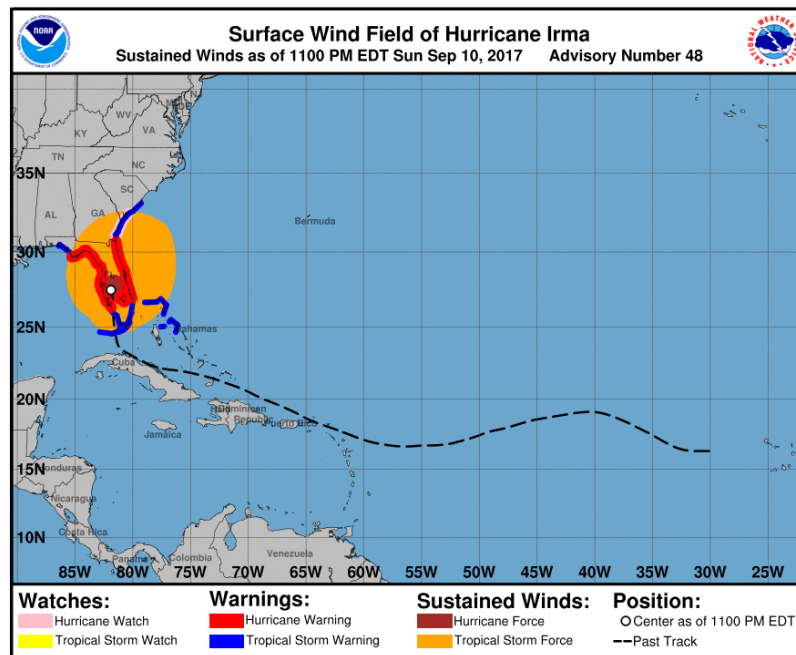 Surface Wind Field of Hurricane Irma
Sustained Winds as of 1100 PM EDT Sun Sep 10, 2017 Advisory Number 48
NOAA
NJ
WV
KY
VA
TN
NC
35N
SC
AL
GA
Bermuda
30N
FL
25N
Bahamas
Cuba
20N
Dominican
Republic
Puerto Rico
Jamaica
15N
Honduras
Nicaragua
Costa Rica
10N
Panama
Colombia
Venezuela
85W 80W 75W 70W 65W 60W 55W 50W 45W 40W 35W 30W 25W
Watches: Warnings: Sustained Winds: Position:
Hurricane Watch Hurricane Warning Hurricane Force Center as of 1100 PM EDT
Tropical Storm Watch Tropical Storm Warning Tropical Storm Force Past Track